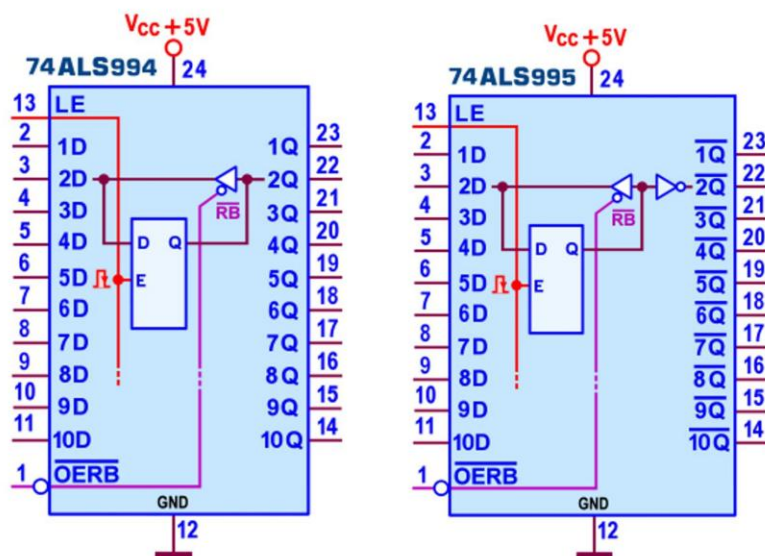 VCC +5V
74ALS994
24
13 LE
2 1D
3 2D
4 3D
5 4D
6 5D
7 6D
8 7D
9 8D
10 9D
11 10D
1 OERB
RB
D Q
E
1Q 23
2Q 22
3Q 21
4Q 20
5Q 19
6Q 18
7Q 17
8Q 16
9Q 15
10Q 14
GND
12
VCC +5V
74ALS995
24
13 LE
2 1D
3 2D
4 3D
5 4D
6 5D
7 6D
8 7D
9 8D
10 9D
11 10D
1 OERB
RB
D Q
E
1Q 23
2Q 22
3Q 21
4Q 20
5Q 19
6Q 18
7Q 17
8Q 16
9Q 15
10Q 14
GND
12